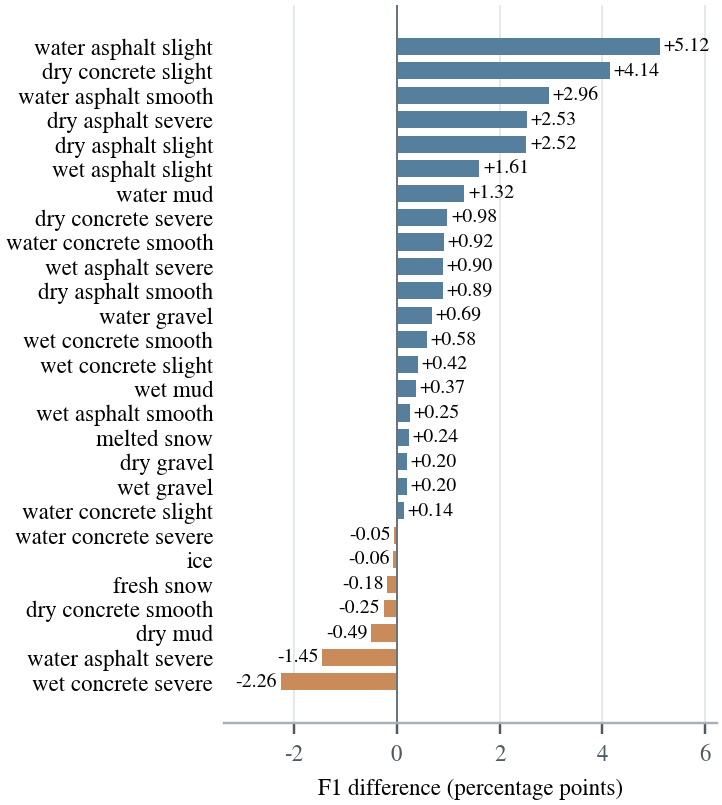 water asphalt slight +5.12
dry concrete slight +4.14
water asphalt smooth +2.96
dry asphalt severe +2.53
dry asphalt slight +2.52
wet asphalt slight +1.61
water mud +1.32
dry concrete severe +0.98
water concrete smooth +0.92
wet asphalt severe +0.90
dry asphalt smooth +0.89
water gravel +0.69
wet concrete smooth +0.58
wet concrete slight +0.42
wet mud +0.37
wet asphalt smooth +0.25
melted snow +0.24
dry gravel +0.20
wet gravel +0.20
water concrete slight +0.14
water concrete severe -0.05
ice -0.06
fresh snow -0.18
dry concrete smooth -0.25
dry mud -0.49
water asphalt severe -1.45
wet concrete severe -2.26
-2 0 2 4 6
F1 difference (percentage points)